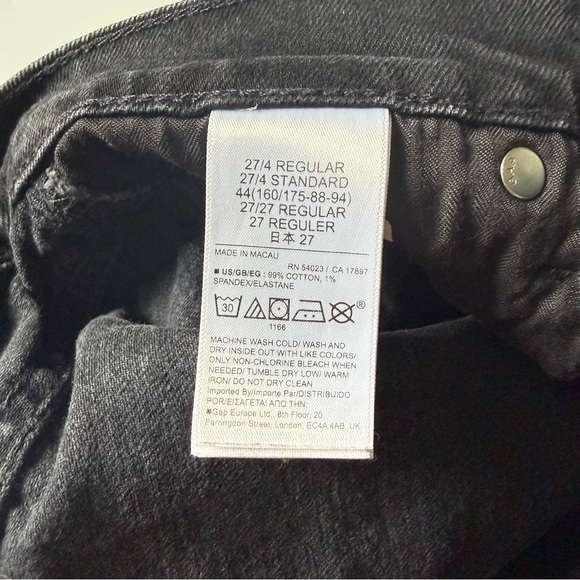 27/4 REGULAR
27/4 STANDARD
44(160/175-88-94)
27/27 REGULAR
27 REGULER
日本 27
MADE IN MACAU
RN 54023 / CA 17897
■ US/GB/EG : 99% COTTON, 1%
SPANDEX/ELASTANE
30
®
1166
MACHINE WASH COLD/ WASH AND
DRY INSIDE OUT WITH LIKE COLORS/
ONLY NON-CHLORINE BLEACH WHEN
NEEDED/ TUMBLE DRY LOW/ WARM
IRON/ DO NOT DRY CLEAN
Imported By/Importe Par/DISTRIBUIDO
POR/ΕΙΣΑΓΕΤΑΙ ΑΠΟ ΤΗΝ:
Gap Europe Ltd., 8th Floor, 20
Farringdon Street, London, EC4A 4AB, UK